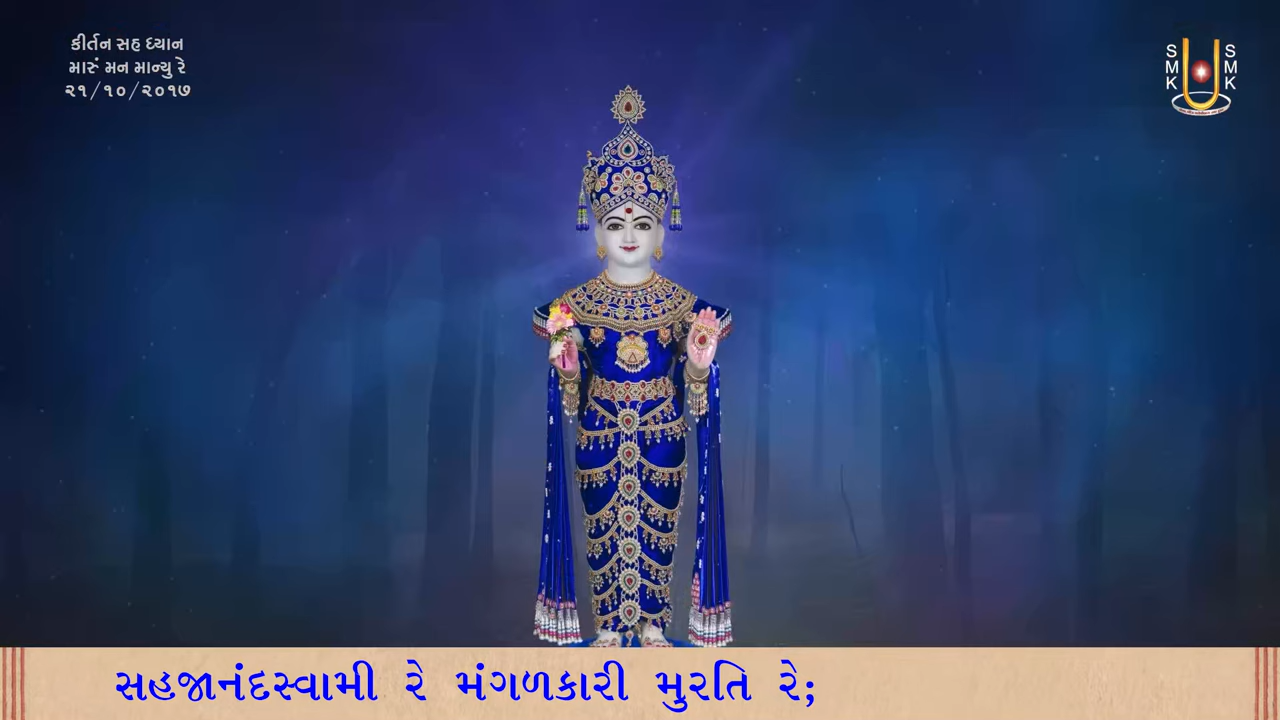 કીર્તન સહ ધ્યાન
મારું મન માન્યુ રે
૨૧/૧૦/૨૦૧૭
SMK
SMK
સહજાનંદસ્વામી રે મંગળકારી મુરતિ રે;